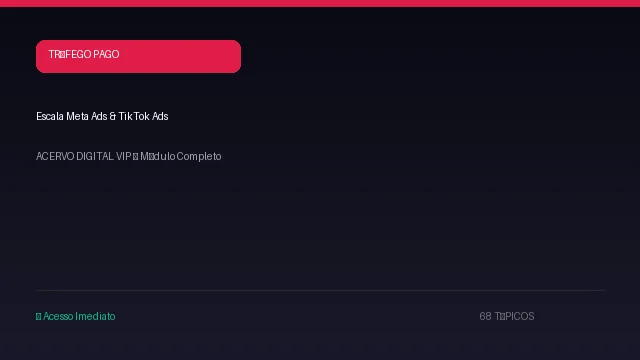 TR▯FEGO PAGO
Escala Meta Ads & TikTok Ads
ACERVO DIGITAL VIP ▯ M▯dulo Completo
▯ Acesso Imediato
68 T▯PICOS